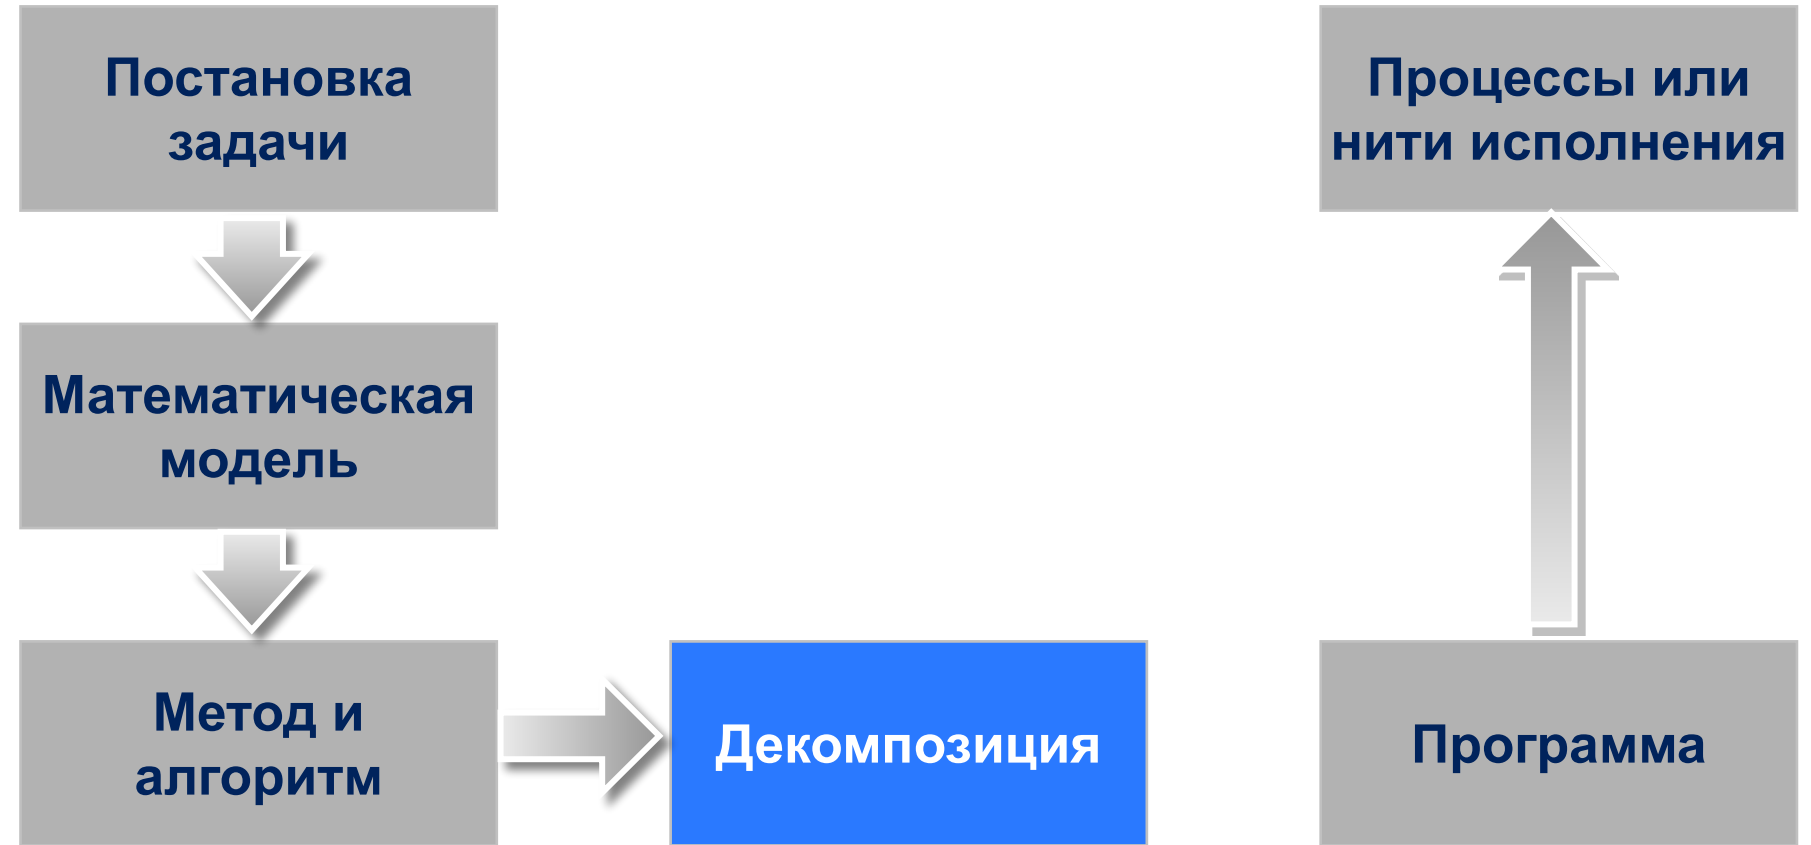 Постановка
задачи
Математическая
модель
Метод и
алгоритм
Декомпозиция
Процессы или
нити исполнения
Программа